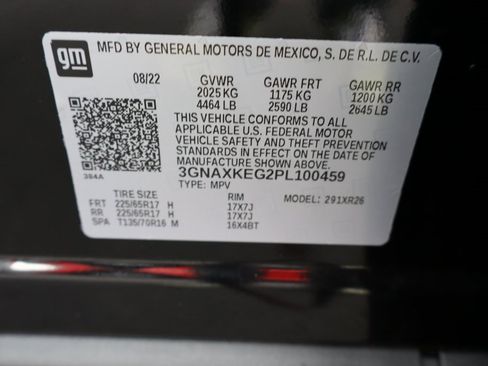 gm
MFD BY GENERAL MOTORS DE MEXICO, S. DE R.L. DE C.V.
08/22 GVWR GAWR FRT GAWR RR
2025 KG 1175 KG 1200 KG
4464 LB 2590 LB 2645 LB
THIS VEHICLE CONFORMS TO ALL
APPLICABLE U.S. FEDERAL MOTOR
VEHICLE SAFETY AND THEFT PREVENTION
STANDARDS IN EFFECT ON THE DATE OF
MANUFACTURE SHOWN ABOVE.
3GNAXKEG2PL100459
384A TYPE: MPV
TIRE SIZE RIM MODEL: 291XR26
FRT 225/65R17 H 17X7J
RR 225/65R17 H 17X7J
SPA T135/70R16 M 16X4BT